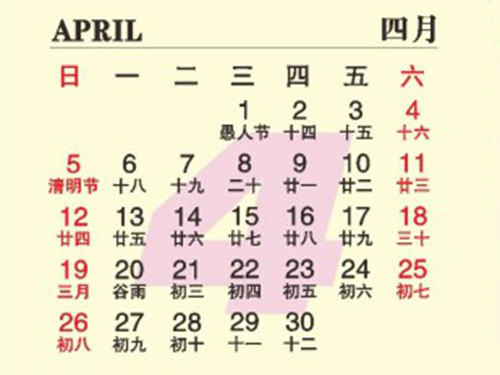 APRIL 四月
日 一 二 三 四 五 六
1 2 3 4
愚人节 十四 十五 十六
5 6 7 8 9 10 11
清明节 十八 十九 二十 廿一 廿二 廿三
12 13 14 15 16 17 18
廿四 廿五 廿六 廿七 廿八 廿九 三十
19 20 21 22 23 24 25
三月 谷雨 初三 初四 初五 初六 初七
26 27 28 29 30
初八 初九 初十 十一 十二
4